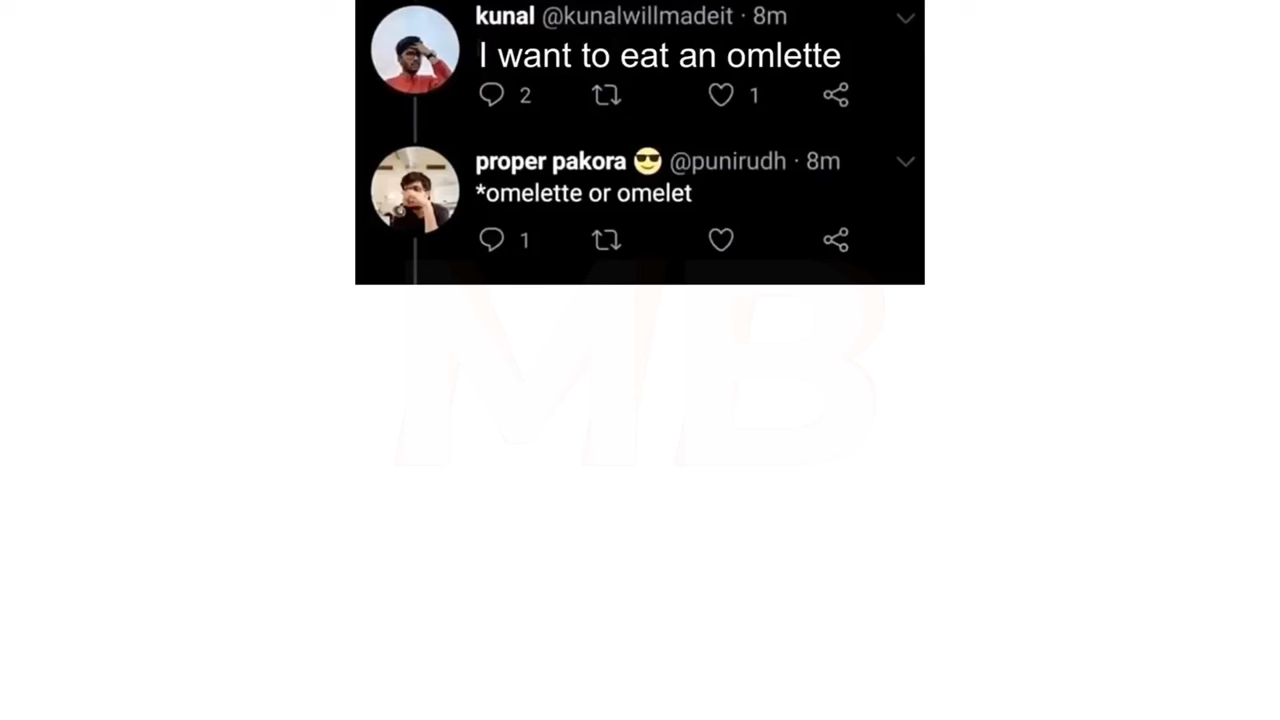 kunal @kunalwillmadeit · 8m
I want to eat an omlette
2 1
proper pakora 😎 @punirudh · 8m
*omelette or omelet
1
MB